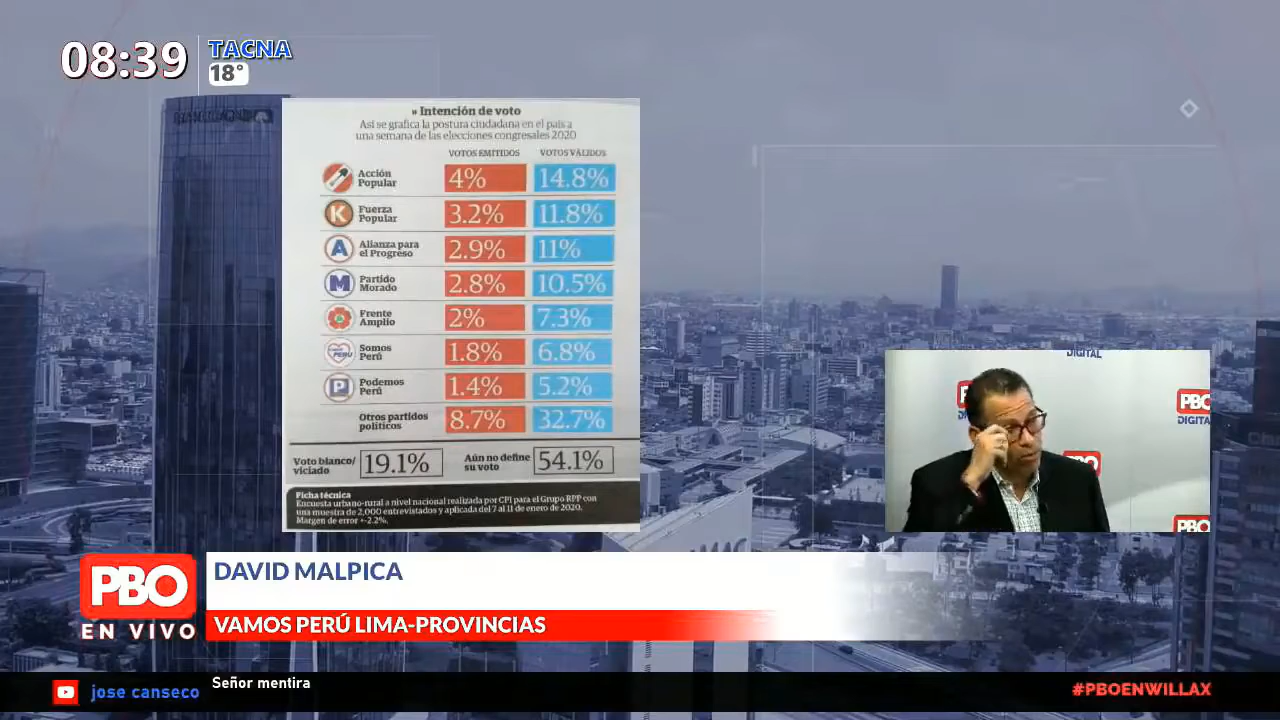 08:39
TACNA
18°
» Intención de voto
Así se grafica la postura ciudadana en el país a
una semana de las elecciones congresales 2020
VOTOS EMITIDOS VOTOS VÁLIDOS
Acción
Popular
4% 14.8%
K
Fuerza
Popular
3.2% 11.8%
A
Alianza para
el Progreso
2.9% 11%
M
Partido
Morado
2.8% 10.5%
Frente
Amplio
2% 7.3%
Somos
Perú
1.8% 6.8%
P
Podemos
Perú
1.4% 5.2%
Otros partidos
políticos
8.7% 32.7%
Voto blanco/
viciado
19.1%
Aún no define
su voto
54.1%
Ficha técnica
Encuesta urbano-rural a nivel nacional realizada por CPI para el Grupo RPP con
una muestra de 2,000 entrevistados y aplicada del 7 al 11 de enero de 2020.
Margen de error +-2.2%.
DIGITAL
PBO
DIGITAL
PBO
PBO
PBO
EN VIVO
DAVID MALPICA
VAMOS PERÚ LIMA-PROVINCIAS
jose canseco
Señor mentira
#PBOENWILLAX